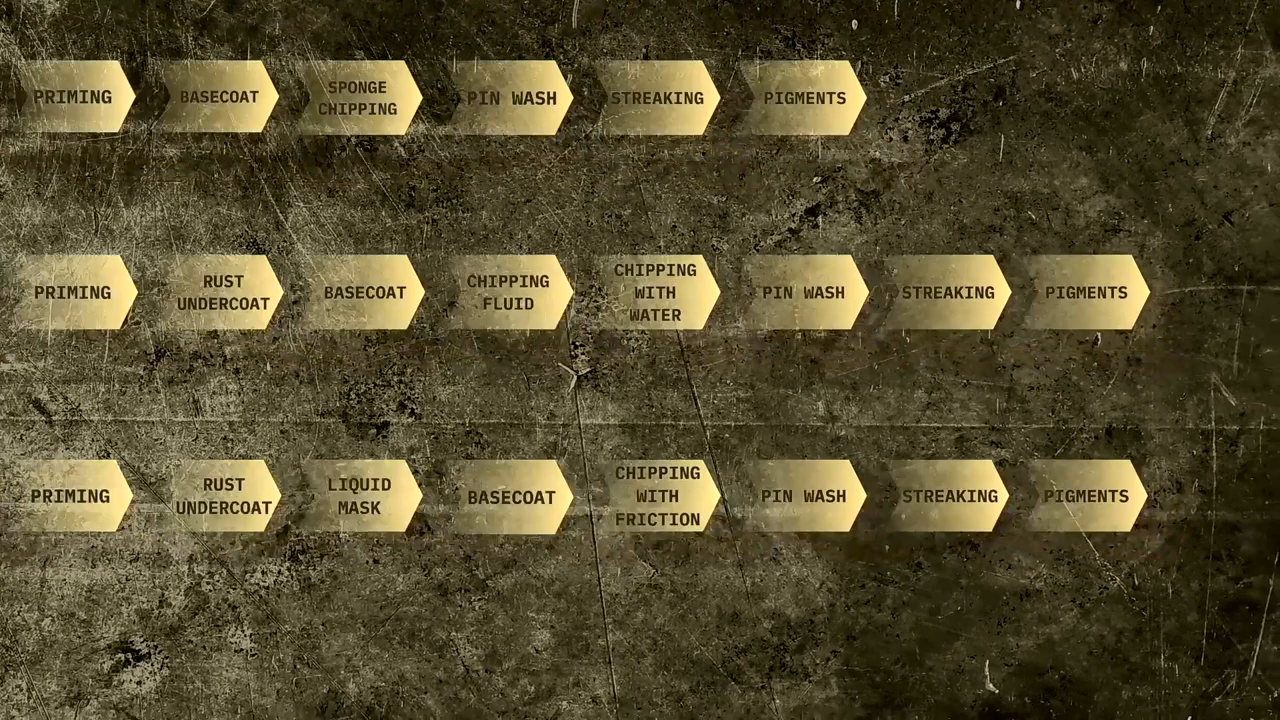 PRIMING
BASECOAT
SPONGE
CHIPPING
PIN WASH
STREAKING
PIGMENTS
PRIMING
RUST
UNDERCOAT
BASECOAT
CHIPPING
FLUID
CHIPPING
WITH
WATER
PIN WASH
STREAKING
PIGMENTS
PRIMING
RUST
UNDERCOAT
LIQUID
MASK
BASECOAT
CHIPPING
WITH
FRICTION
PIN WASH
STREAKING
PIGMENTS